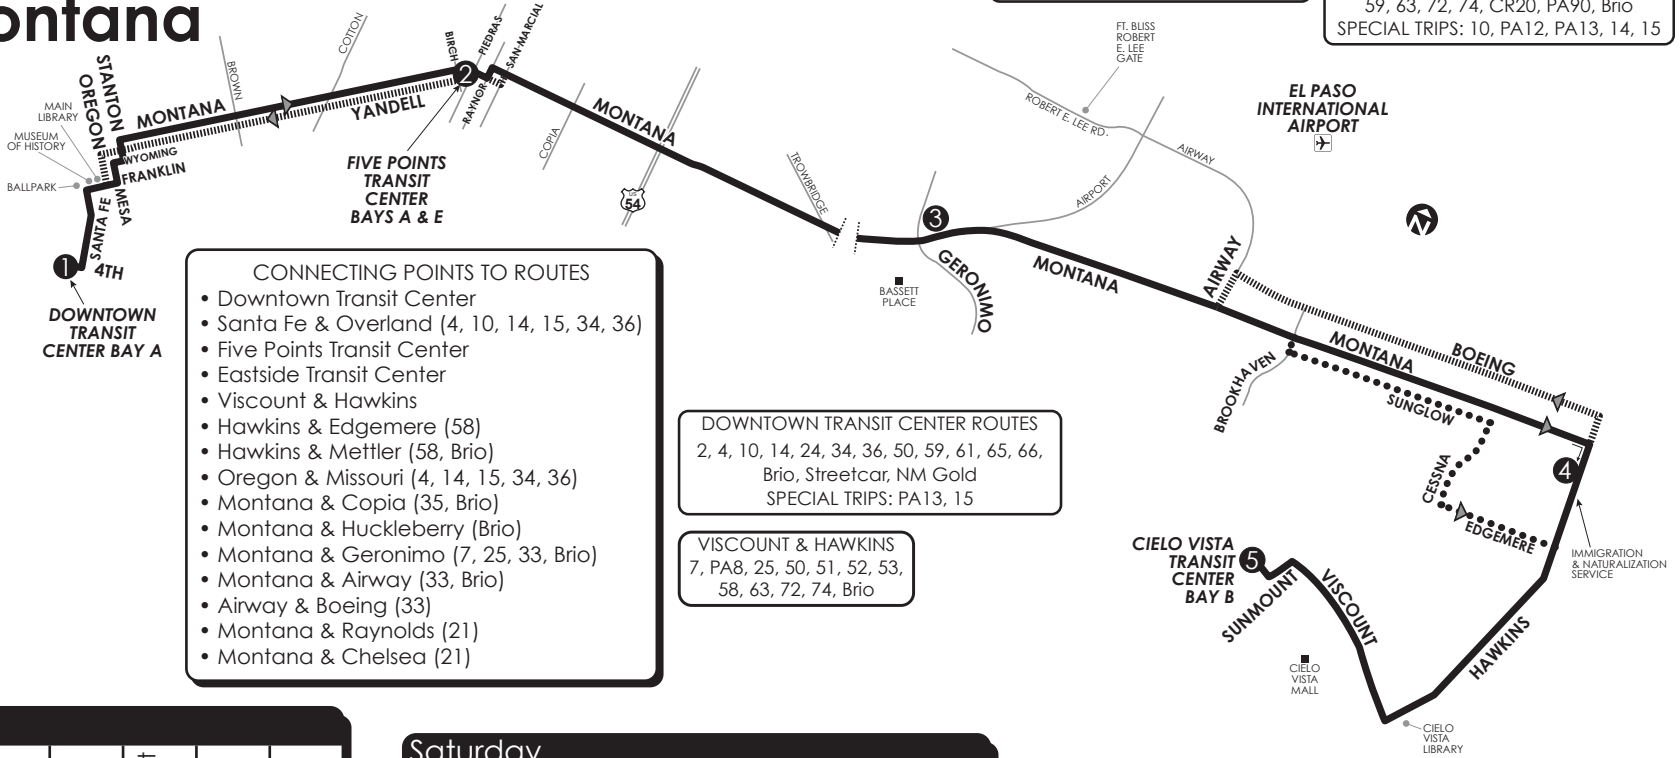 ontana
59, 63, 72, 74, CR20, PA90, Brio
SPECIAL TRIPS: 10, PA12, PA13, 14, 15
STANTON
OREGON
MAIN
LIBRARY
MUSEUM
OF HISTORY
BALLPARK
MONTANA
BROWN
COTTON
YANDELL
WYOMING
FRANKLIN
MESA
SANTA FE
1
4TH
DOWNTOWN
TRANSIT
CENTER BAY A
BIRCH
2
PIEDRAS
RAYNOR
SAN MARCIAL
FIVE POINTS
TRANSIT
CENTER
BAYS A & E
COPIA
MONTANA
US
54
TROWBRIDGE
3
GERONIMO
BASSETT
PLACE
MONTANA
FT. BLISS
ROBERT
E. LEE
GATE
ROBERT E. LEE RD.
AIRWAY
AIRPORT
EL PASO
INTERNATIONAL
AIRPORT
N
AIRWAY
BROOKHAVEN
MONTANA
BOEING
SUNGLOW
CESSNA
EDGEMERE
4
IMMIGRATION
& NATURALIZATION
SERVICE
HAWKINS
VISCOUNT
SUNMOUNT
CIELO VISTA
TRANSIT
CENTER
BAY B
5
CIELO
VISTA
MALL
CIELO
VISTA
LIBRARY
CONNECTING POINTS TO ROUTES
• Downtown Transit Center
• Santa Fe & Overland (4, 10, 14, 15, 34, 36)
• Five Points Transit Center
• Eastside Transit Center
• Viscount & Hawkins
• Hawkins & Edgemere (58)
• Hawkins & Mettler (58, Brio)
• Oregon & Missouri (4, 14, 15, 34, 36)
• Montana & Copia (35, Brio)
• Montana & Huckleberry (Brio)
• Montana & Geronimo (7, 25, 33, Brio)
• Montana & Airway (33, Brio)
• Airway & Boeing (33)
• Montana & Raynolds (21)
• Montana & Chelsea (21)
DOWNTOWN TRANSIT CENTER ROUTES
2, 4, 10, 14, 24, 34, 36, 50, 59, 61, 65, 66,
Brio, Streetcar, NM Gold
SPECIAL TRIPS: PA13, 15
VISCOUNT & HAWKINS
7, PA8, 25, 50, 51, 52, 53,
58, 63, 72, 74, Brio
Saturday